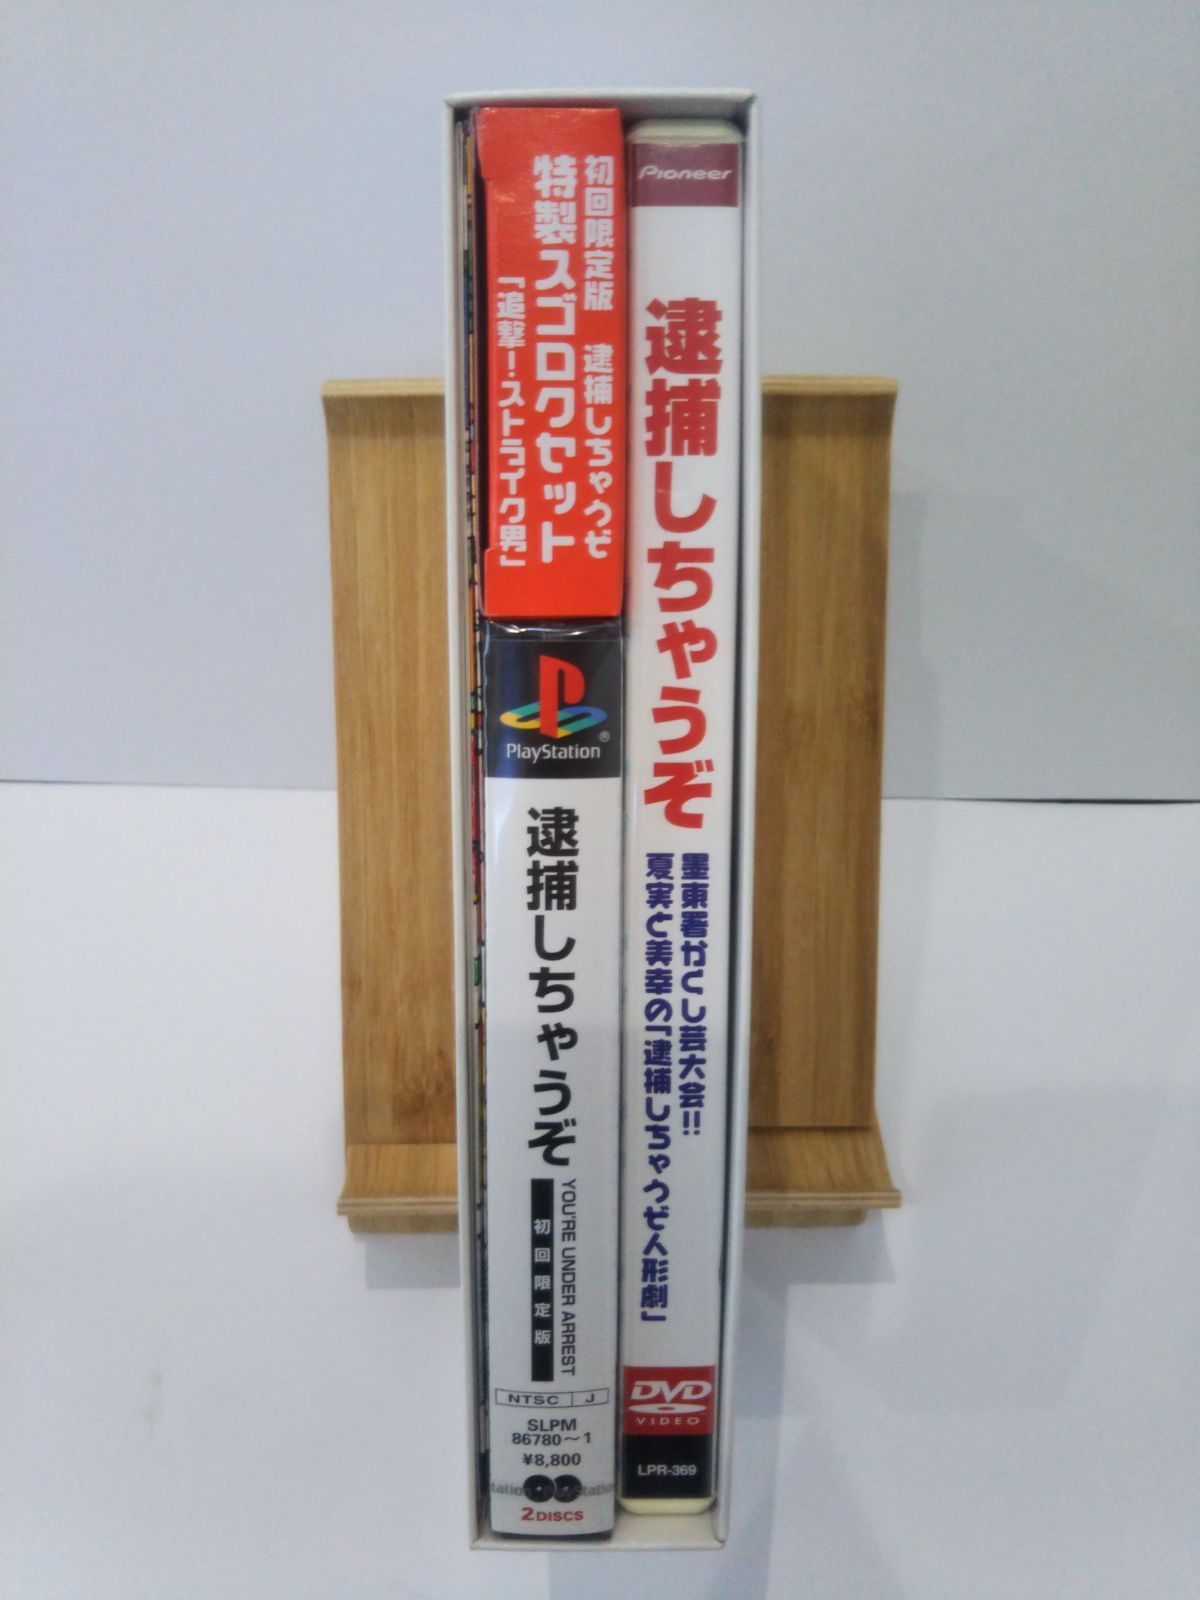 初回限定版 逮捕しちゃうぞ
特製スゴロクセット
「追撃!ストライク男」
PlayStation®
逮捕しちゃうぞ
YOU'RE UNDER ARREST
初回限定版
NTSC J
SLPM
86780~1
¥8,800
2 DISCS
Pioneer
逮捕しちゃうぞ
墨東署かくし芸大会!!
夏実と美幸の「逮捕しちゃうぞ人形劇」
DVD
VIDEO
LPR-369